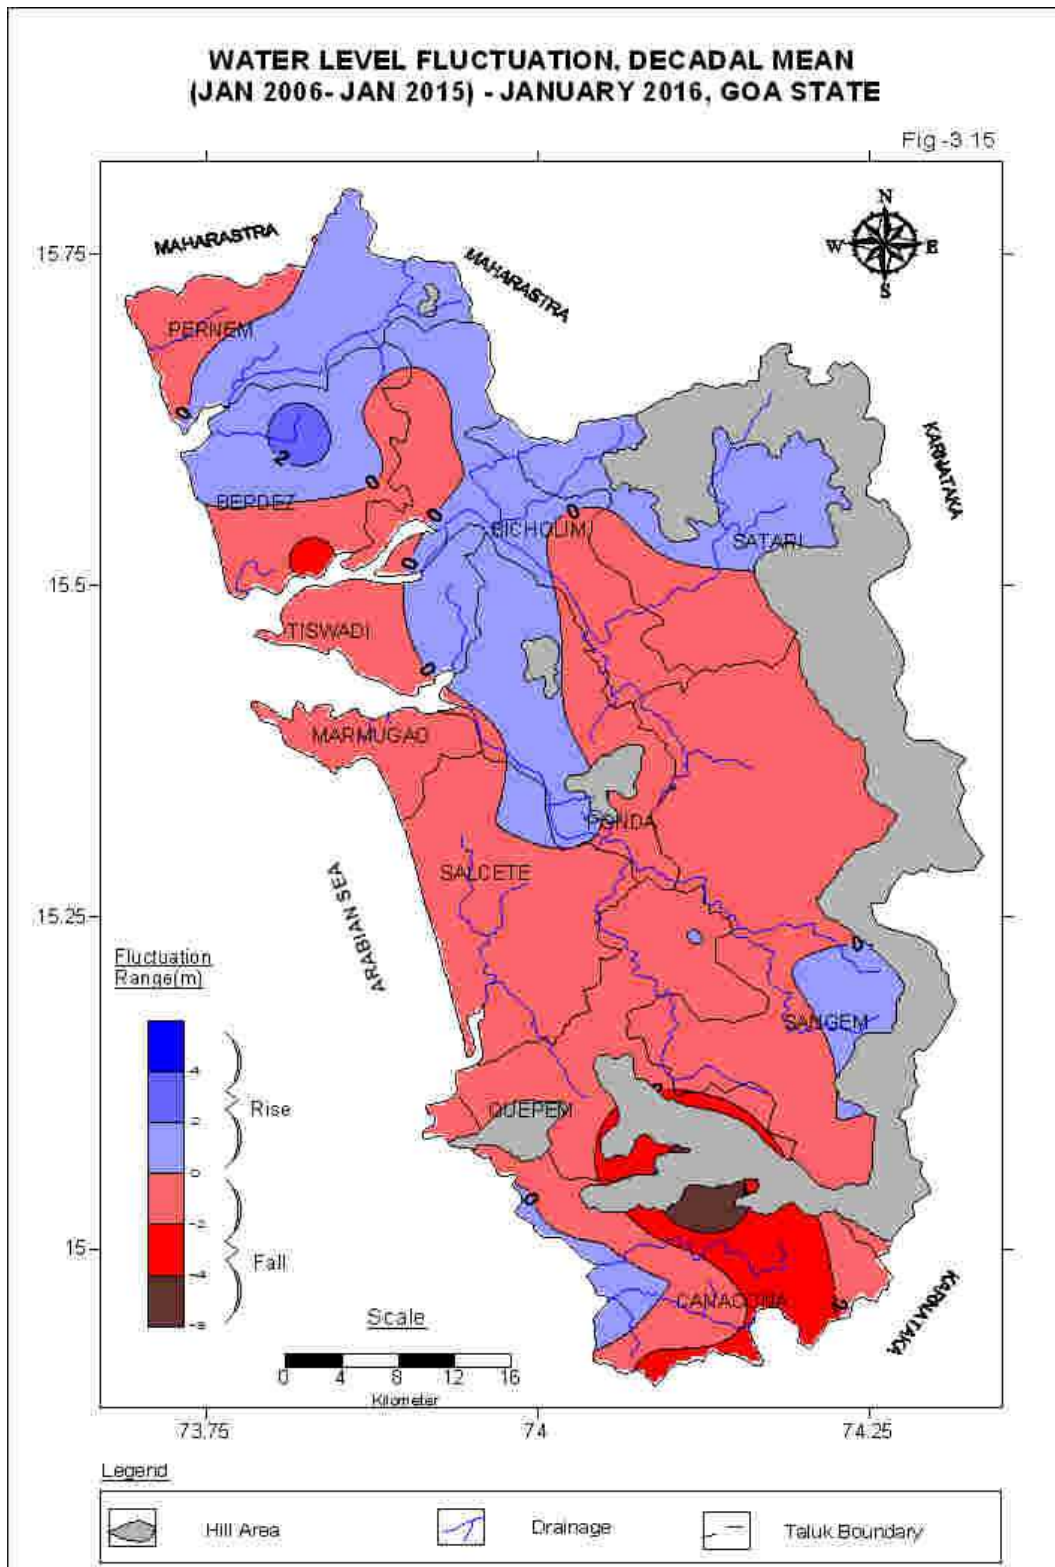 WATER LEVEL FLUCTUATION, DECADAL MEAN
(JAN 2006- JAN 2015) - JANUARY 2016, GOA STATE
Fig -3.15
N
W E
S
MAHARASTRA
MAHARASTRA
15.75
PERNEM
0
KARNATAKA
2
0
BERDEZ
0
0
BICHOLIM
SATARI
0
15.5
TISWADI
0
MARMUGAO
PONDA
SALCETE
ARABIAN SEA
15.25
0
SANGEM
Fluctuation
Range(m)
4
2
0
-2
-4
Rise
Fall
QUEPEM
0
15
CANACONA
KARNATAKA
Scale
0 4 8 12 16
Kilometer
73.75 74 74.25
Legend
Hill Area
Drainage
Taluk Boundary